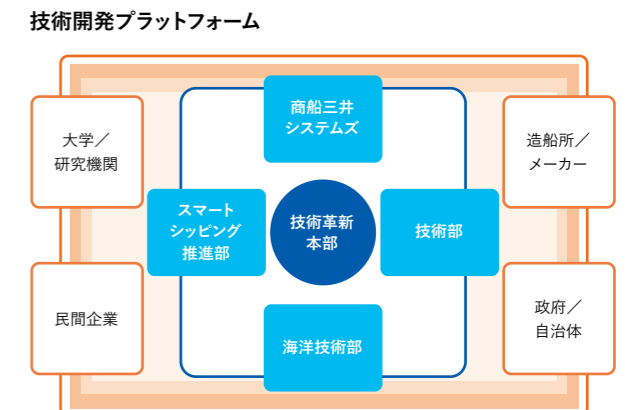 技術開発プラットフォーム
商船三井
システムズ
大学／
研究機関
造船所／
メーカー
スマート
シッピング
推進部
技術革新
本部
技術部
民間企業
海洋技術部
政府／
自治体